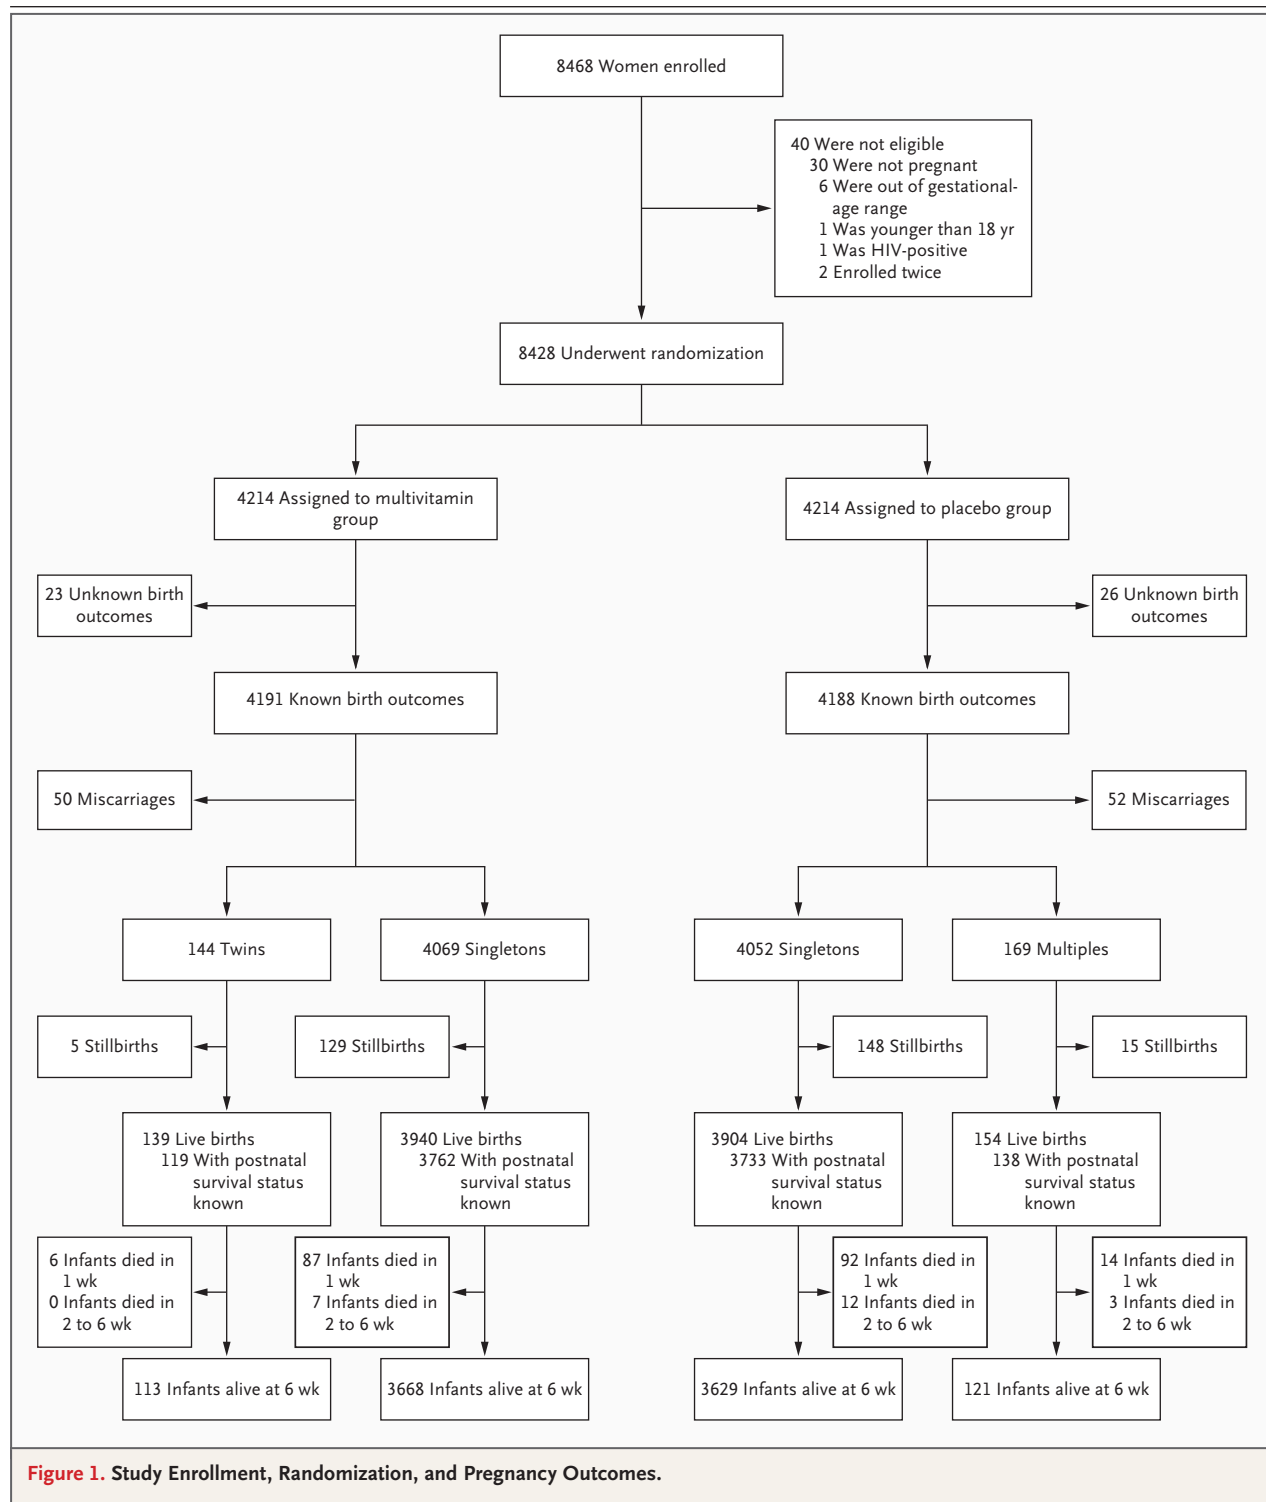 8468 Women enrolled
40 Were not eligible
30 Were not pregnant
6 Were out of gestational-
age range
1 Was younger than 18 yr
1 Was HIV-positive
2 Enrolled twice
8428 Underwent randomization
4214 Assigned to multivitamin
group
4214 Assigned to placebo group
23 Unknown birth
outcomes
26 Unknown birth
outcomes
4191 Known birth outcomes
4188 Known birth outcomes
50 Miscarriages
52 Miscarriages
144 Twins
4069 Singletons
4052 Singletons
169 Multiples
5 Stillbirths
129 Stillbirths
148 Stillbirths
15 Stillbirths
139 Live births
119 With postnatal
survival status
known
3940 Live births
3762 With postnatal
survival status
known
3904 Live births
3733 With postnatal
survival status
known
154 Live births
138 With postnatal
survival status
known
6 Infants died in
1 wk
0 Infants died in
2 to 6 wk
87 Infants died in
1 wk
7 Infants died in
2 to 6 wk
92 Infants died in
1 wk
12 Infants died in
2 to 6 wk
14 Infants died in
1 wk
3 Infants died in
2 to 6 wk
113 Infants alive at 6 wk
3668 Infants alive at 6 wk
3629 Infants alive at 6 wk
121 Infants alive at 6 wk
Figure 1. Study Enrollment, Randomization, and Pregnancy Outcomes.